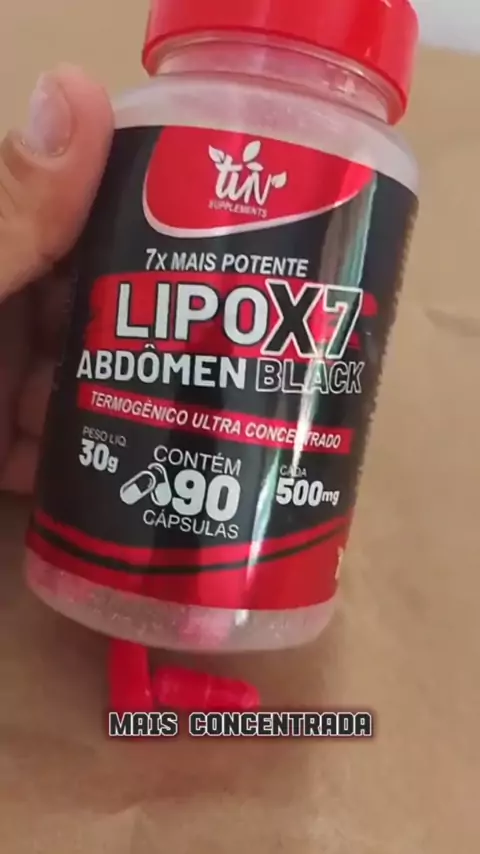 tiN
SUPPLEMENTS
7X MAIS POTENTE
LIPOX7
ABDÔMEN BLACK
TERMOGÊNICO ULTRA CONCENTRADO
PESO LIQ.
30g
CONTÉM
90
CÁPSULAS
CADA
500mg
MAIS CONCENTRADA